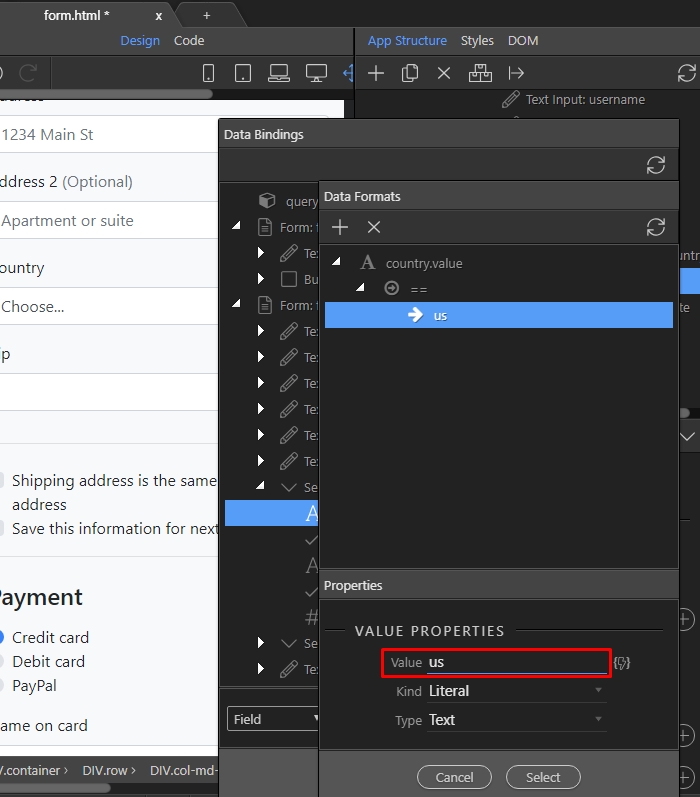 form.html * x +
Design Code
App Structure Styles DOM
Text Input: username
1234 Main St
Data Bindings
ddress 2 (Optional)
Data Formats
Apartment or suite
query
Form:
country.value
ountry
Te
==
Bu
Choose...
Form:
us
te
ip
Te
Te
Te
Te
Te
Te
Shipping address is the same
Se
address
A
Save this information for next
Properties
ayment
VALUE PROPERTIES
Credit card
Se
Value us
Debit card
Te
Kind Literal
PayPal
Type Text
Field
ame on card
V.container › DIV.row › DIV.col-md-
Cancel Select